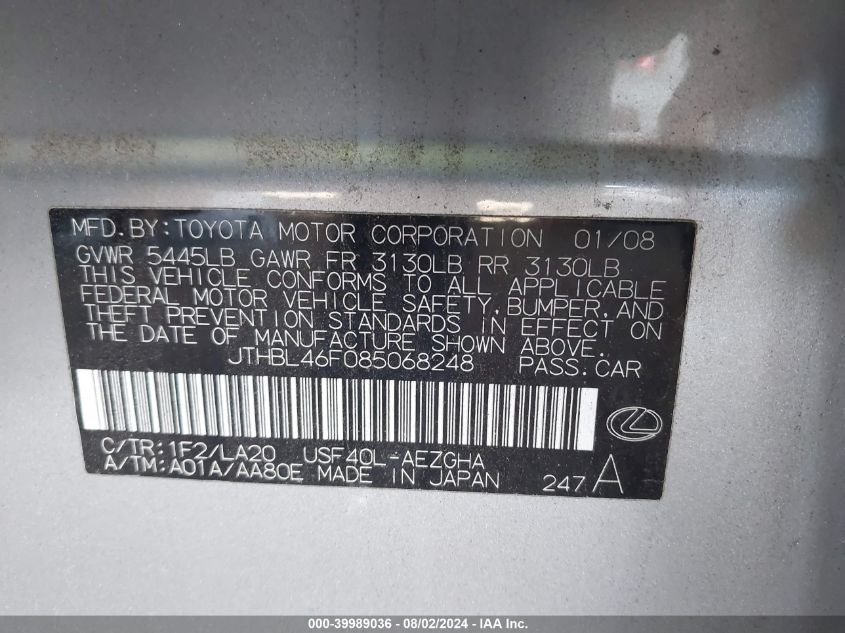 MFD. BY: TOYOTA MOTOR CORPORATION 01/08
GVWR 5445LB GAWR FR 3130LB RR 3130LB
THIS VEHICLE CONFORMS TO ALL APPLICABLE
FEDERAL MOTOR VEHICLE SAFETY, BUMPER, AND
THEFT PREVENTION STANDARDS IN EFFECT ON
THE DATE OF MANUFACTURE SHOWN ABOVE.
JTHBL46F085068248 PASS. CAR
C/TR: 1F2/LA20 USF40L-AEZGHA
A/TM: A01A/AA80E MADE IN JAPAN 247 A
000-39989036 - 08/02/2024 - IAA Inc.